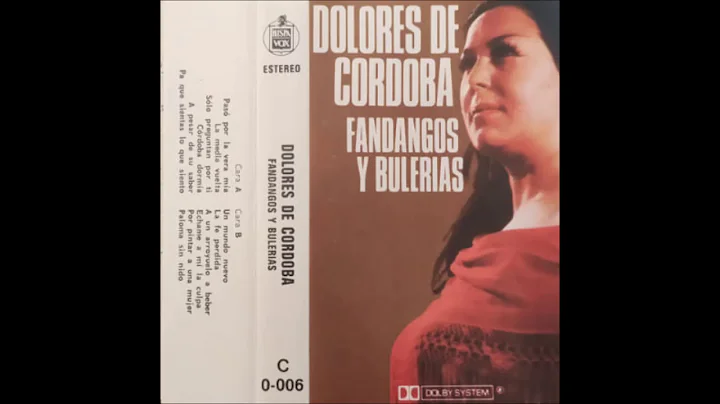 Cara A
Pasó por la vera mía
La media vuelta
Sólo preguntan por ti
Córdoba dormía
A pesar de su saber
Pa que sientas lo que siento
Cara B
Un mundo nuevo
La fe perdida
A un arroyuelo a beber
Echame a mi la culpa
Por pintar a una mujer
Paloma sin nido
HISPA
VOX
ESTEREO
DOLORES DE CORDOBA
FANDANGOS Y BULERIAS
C
0-006
DOLORES DE
CORDOBA
FANDANGOS
Y BULERIAS
DOLBY SYSTEM